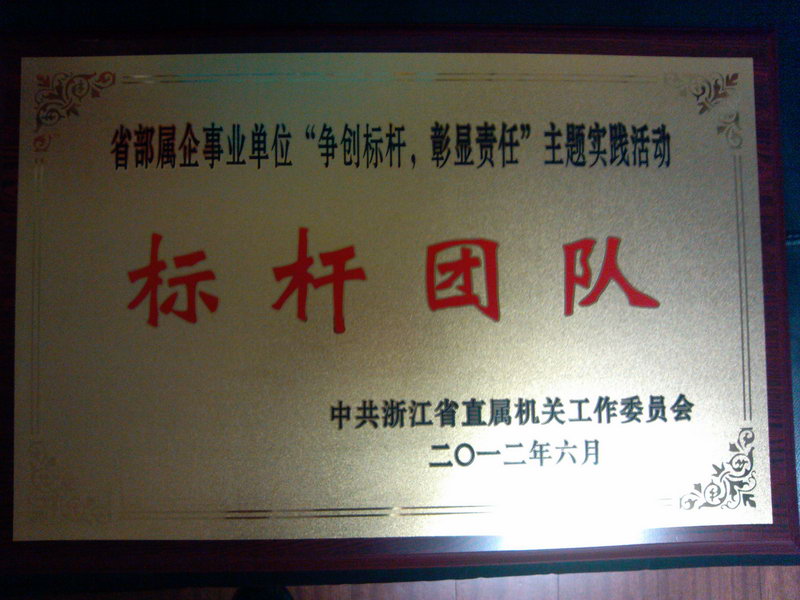 省部属企事业单位“争创标杆，彰显责任”主题实践活动
标杆团队
中共浙江省直属机关工作委员会
二〇一二年六月